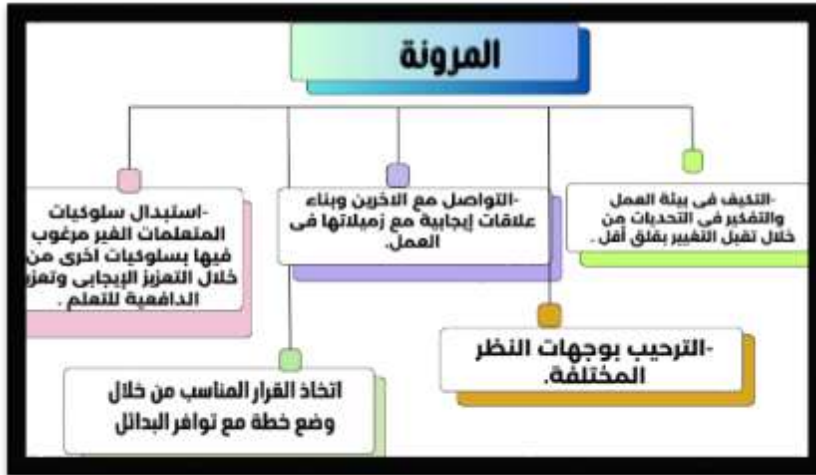 المرونة
-التكيف فى بيئة العمل
والتفكير فى التحديات من
خلال تقبل التغيير بقلق أقل .
-التواصل مع الاخرين وبناء
علاقات إيجابية مع زميلاتها فى
العمل.
-استبدال سلوكيات
المتعلمات الغير مرغوب
فيها بسلوكيات اخرى من
خلال التعزيز الإيجابى وتعزيز
الدافعية للتعلم .
-الترحيب بوجهات النظر
المختلفة.
اتخاذ القرار المناسب من خلال
وضع خطة مع توافر البدائل